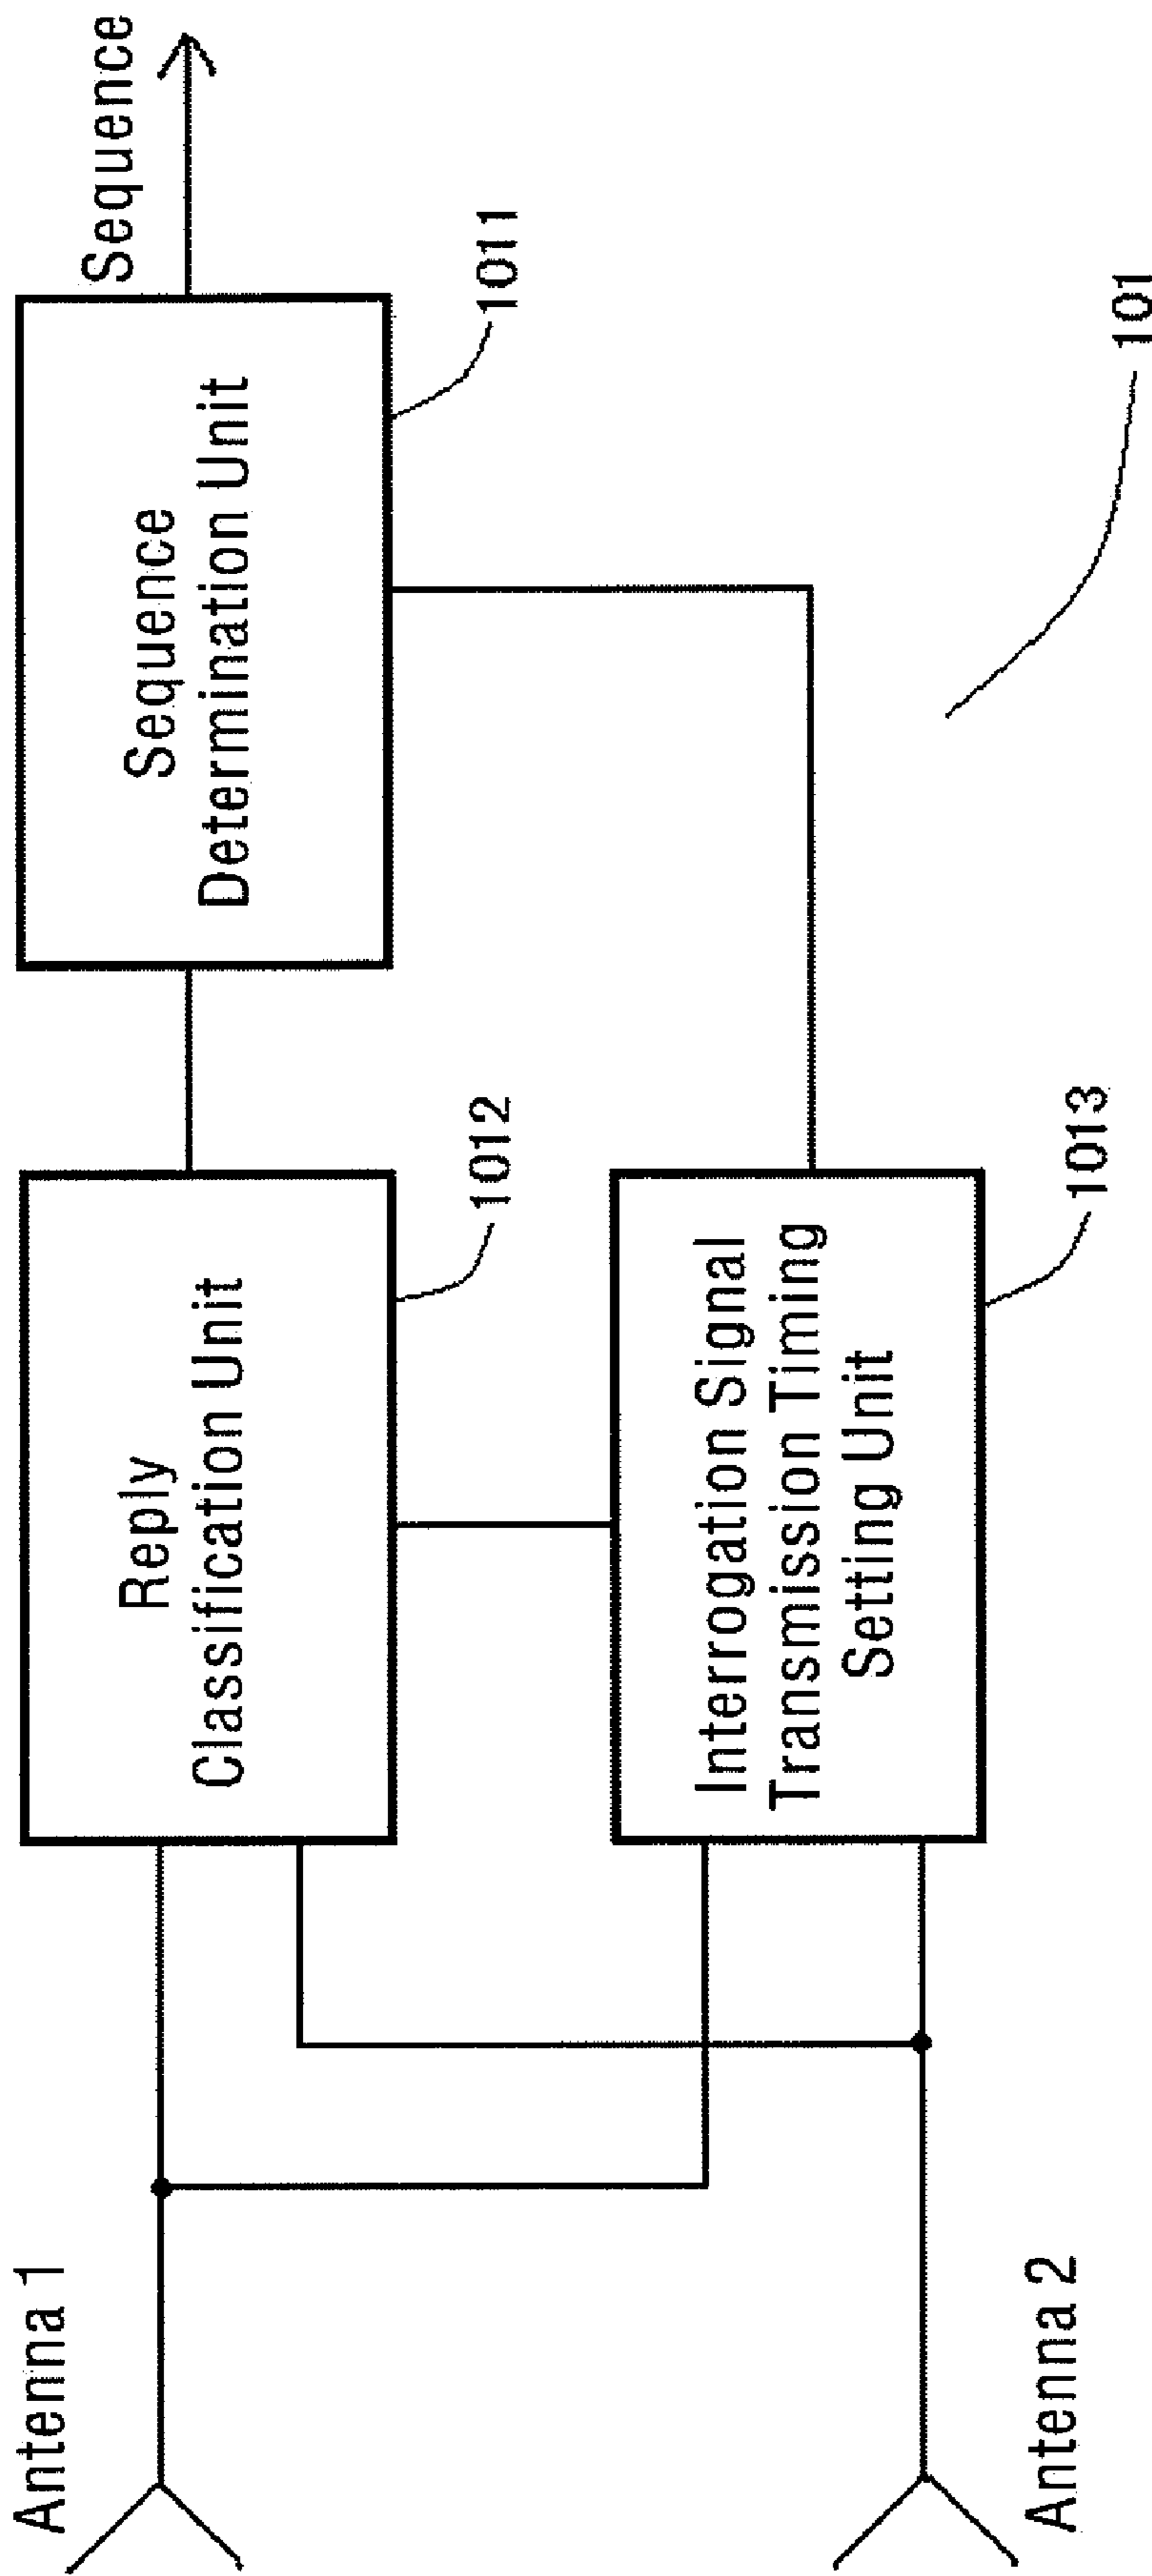 Antenna 1
Reply
Classification Unit
1012
Sequence
Determination Unit
1011
Sequence
Antenna 2
Interrogation Signal
Transmission Timing
Setting Unit
1013
101